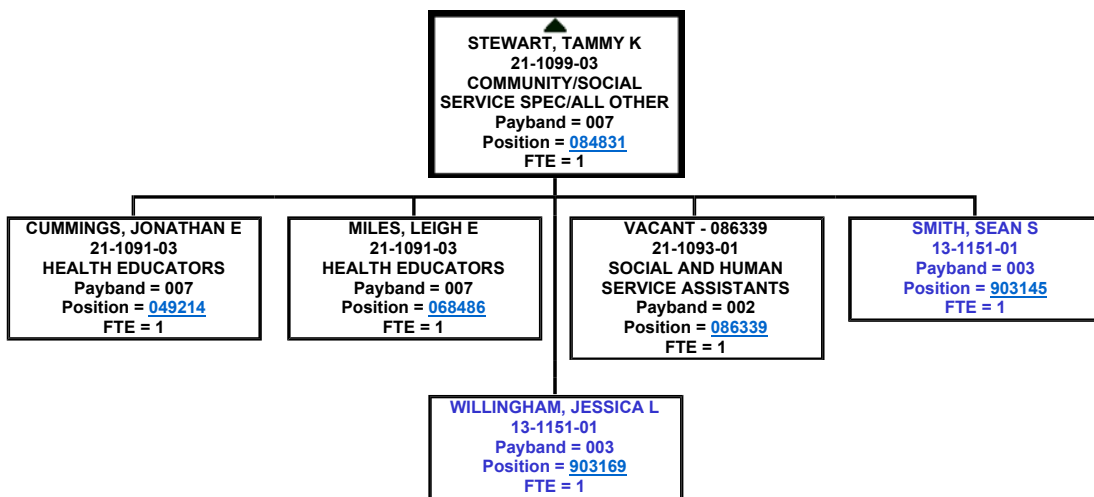 STEWART, TAMMY K
21-1099-03
COMMUNITY/SOCIAL
SERVICE SPEC/ALL OTHER
Payband = 007
Position = 084831
FTE = 1
CUMMINGS, JONATHAN E
21-1091-03
HEALTH EDUCATORS
Payband = 007
Position = 049214
FTE = 1
MILES, LEIGH E
21-1091-03
HEALTH EDUCATORS
Payband = 007
Position = 068486
FTE = 1
VACANT - 086339
21-1093-01
SOCIAL AND HUMAN
SERVICE ASSISTANTS
Payband = 002
Position = 086339
FTE = 1
SMITH, SEAN S
13-1151-01
Payband = 003
Position = 903145
FTE = 1
WILLINGHAM, JESSICA L
13-1151-01
Payband = 003
Position = 903169
FTE = 1